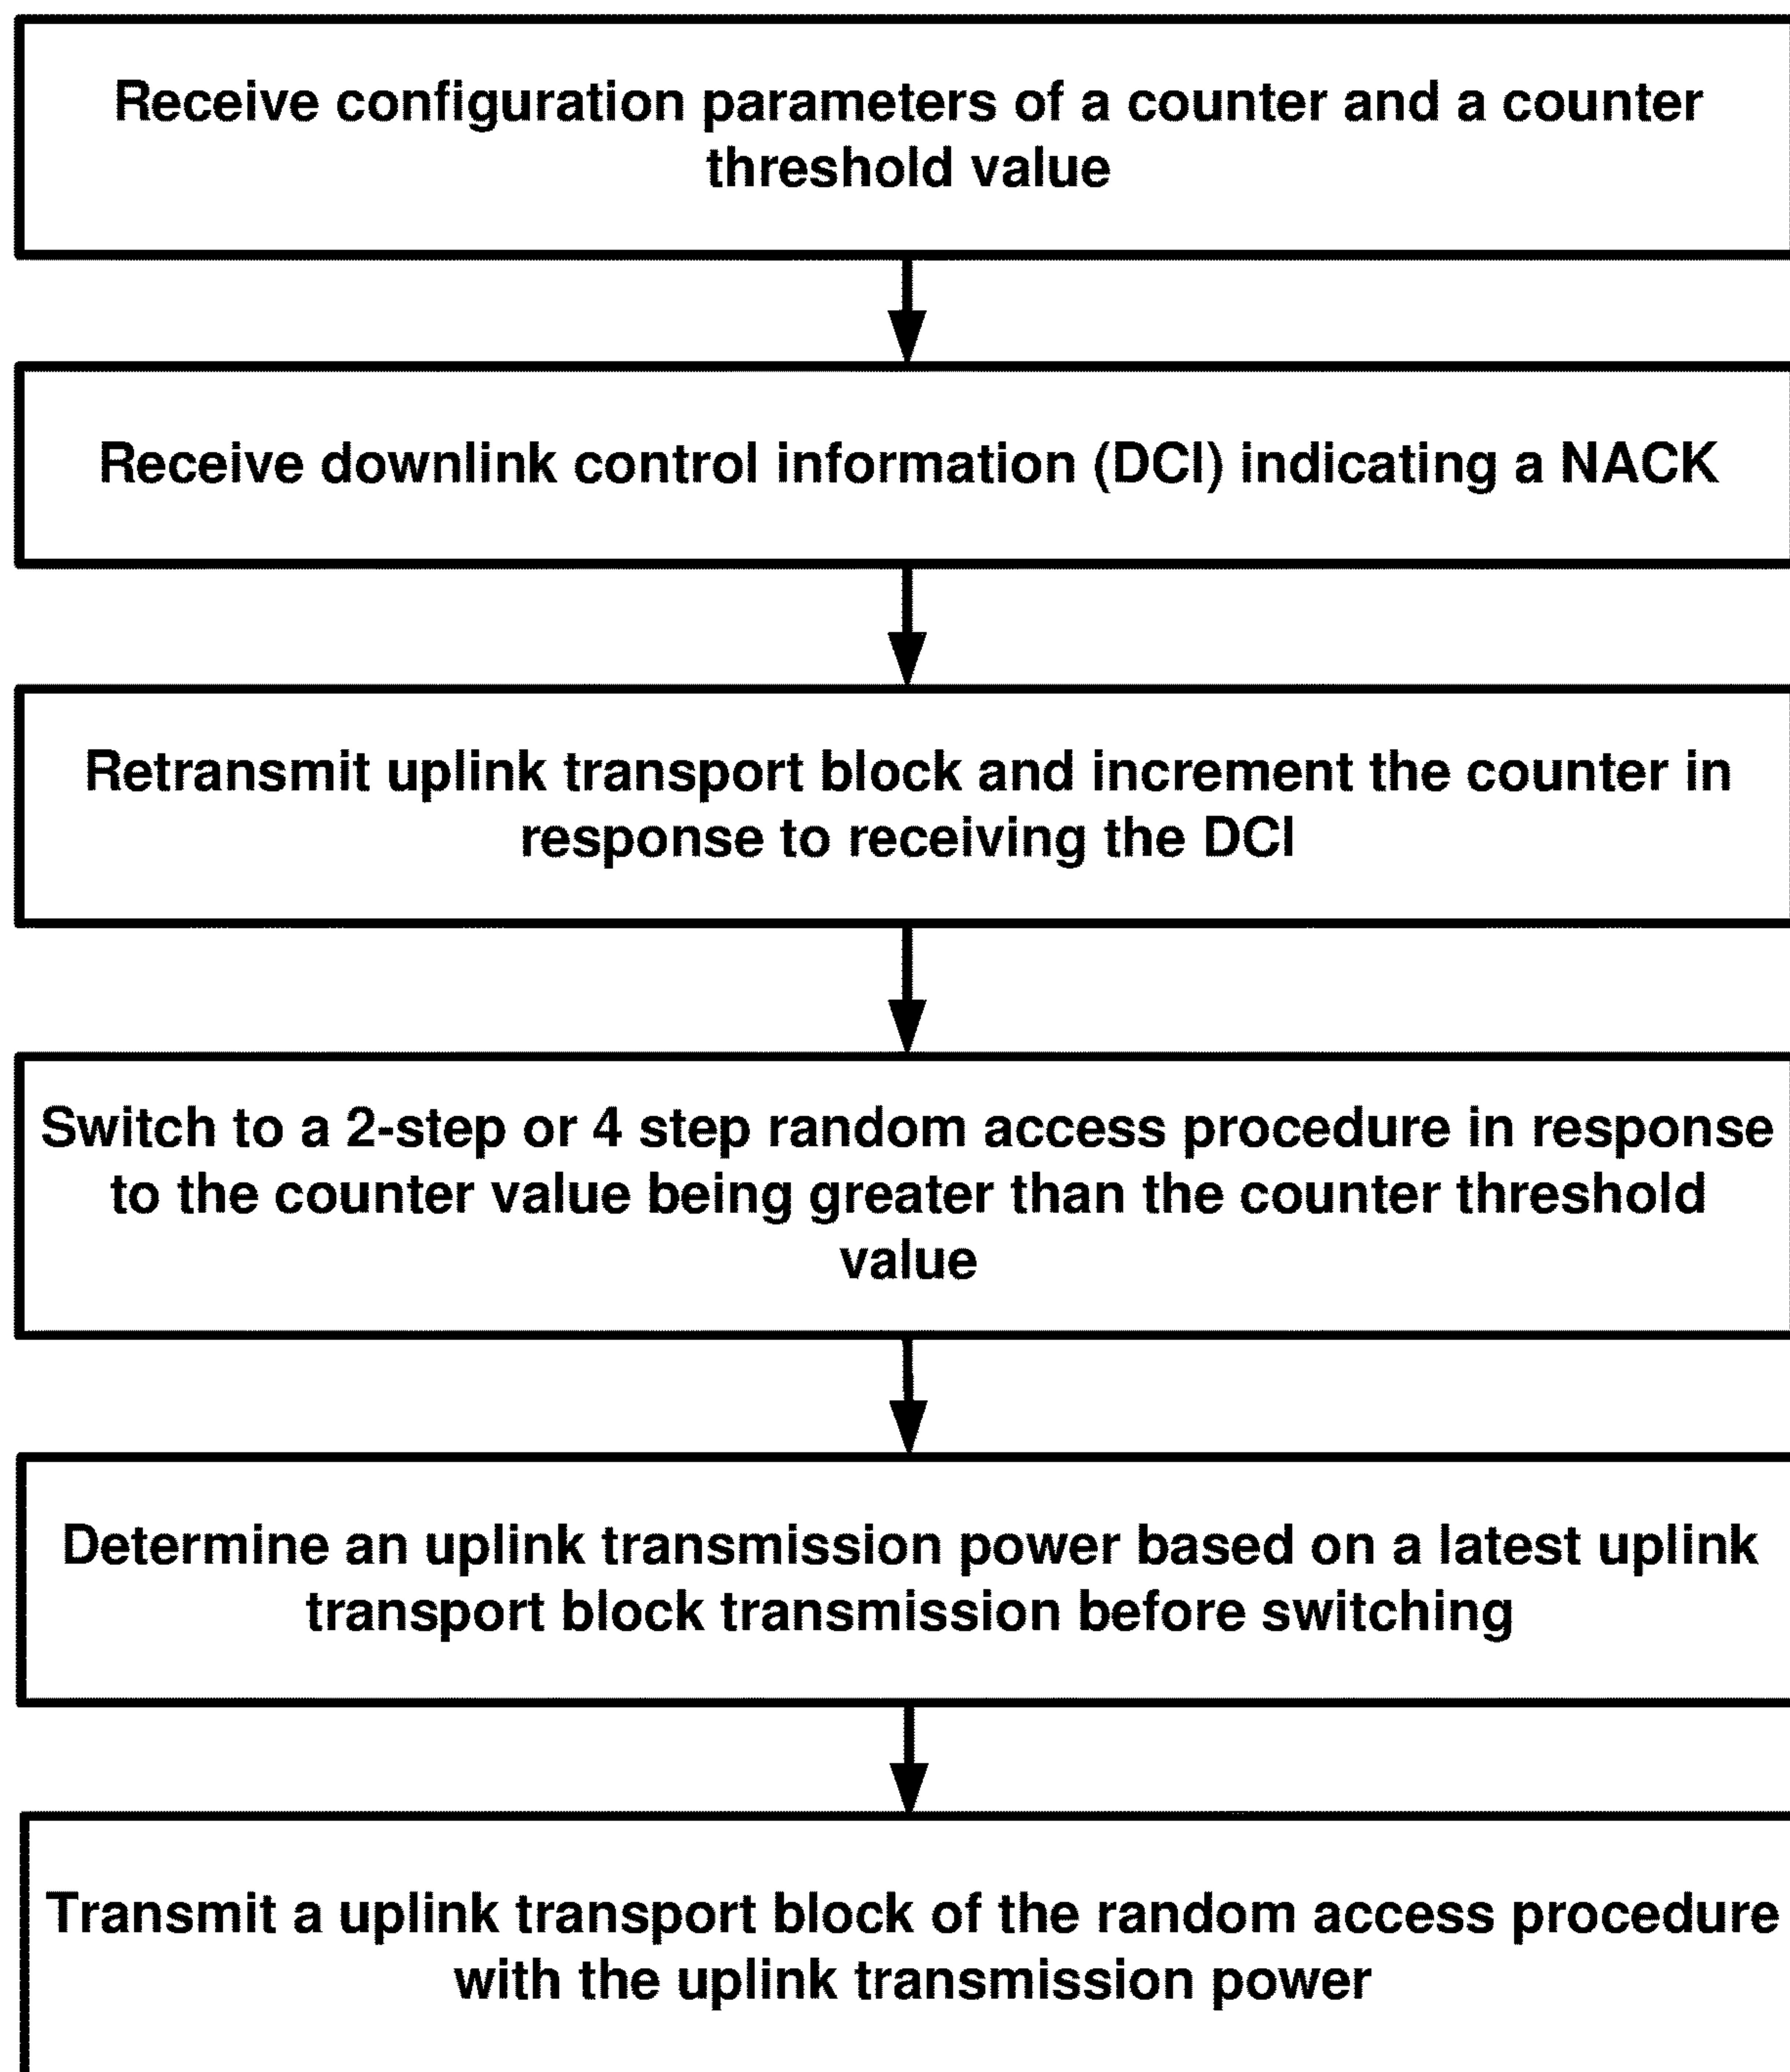 Receive configuration parameters of a counter and a counter
threshold value
Receive downlink control information (DCI) indicating a NACK
Retransmit uplink transport block and increment the counter in
response to receiving the DCI
Switch to a 2-step or 4 step random access procedure in response
to the counter value being greater than the counter threshold
value
Determine an uplink transmission power based on a latest uplink
transport block transmission before switching
Transmit a uplink transport block of the random access procedure
with the uplink transmission power